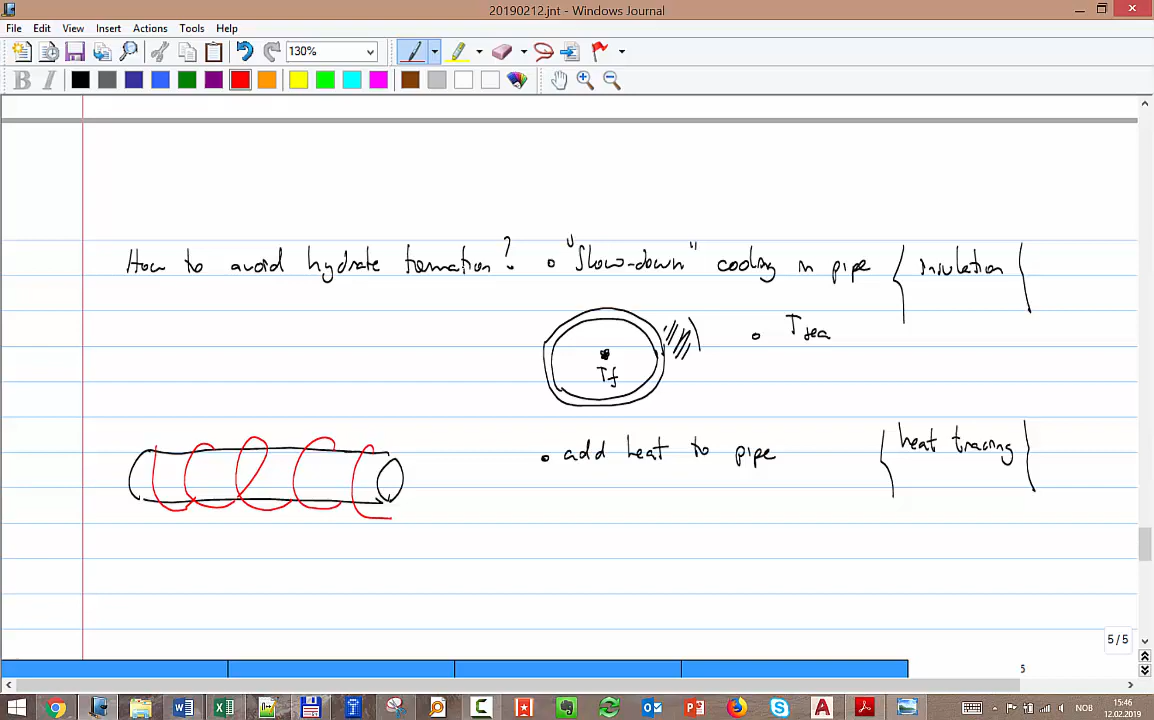 20190212.jnt - Windows Journal
File Edit View Insert Actions Tools Help
130%
B I
How to avoid hydrate formation? "Slow-down" cooling in pipe Insulation
Tsea
Tf
add heat to pipe heat tracing
5/5
5
NOB
15:46
12.02.2019